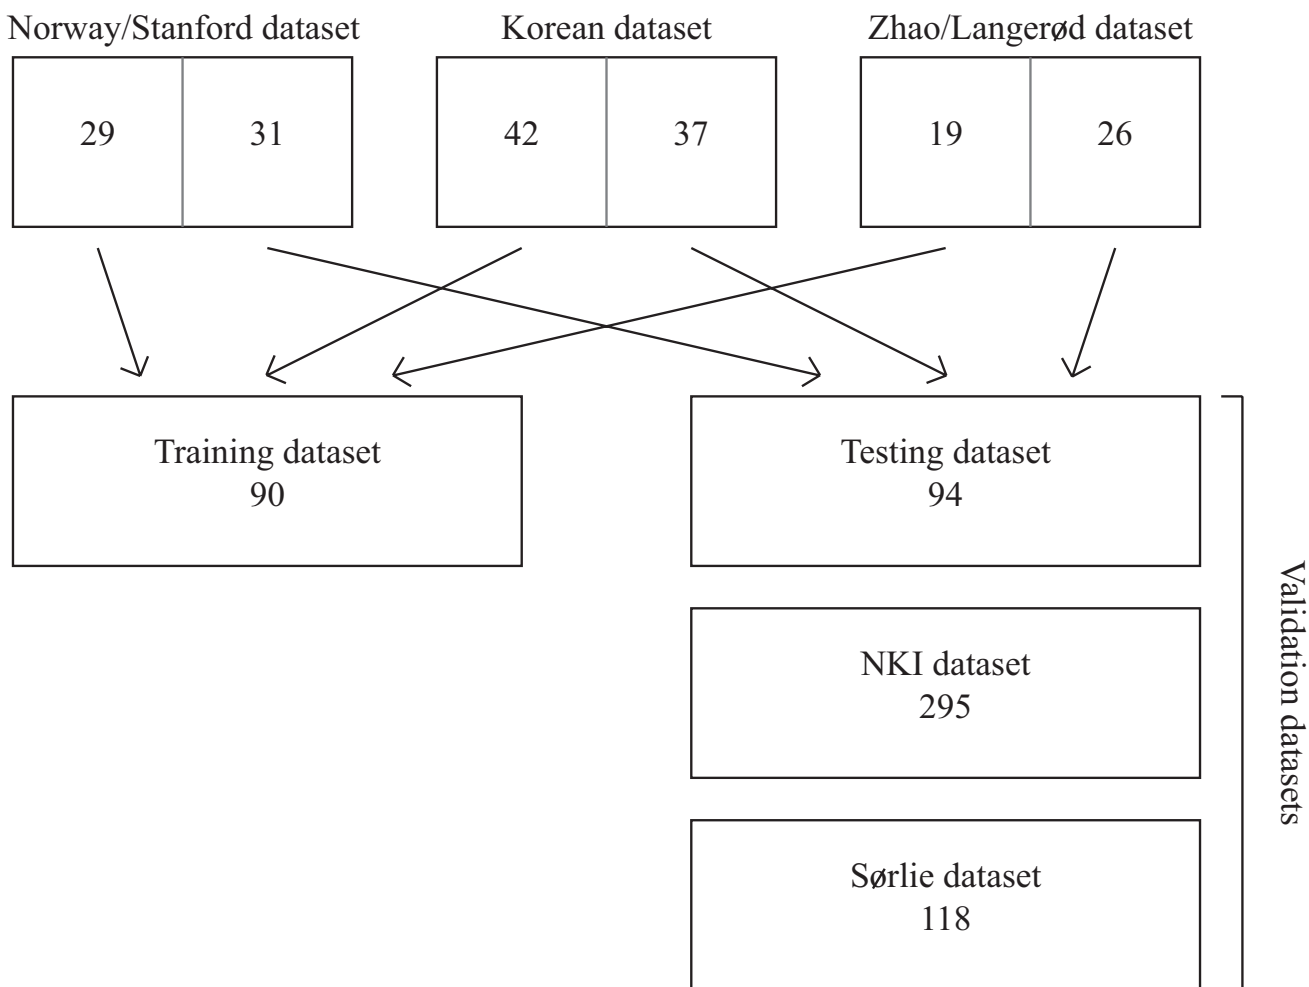 Norway/Stanford dataset
Korean dataset
Zhao/Langerød dataset
29
31
42
37
19
26
Training dataset
90
Testing dataset
94
NKI dataset
295
Sørlie dataset
118
Validation datasets